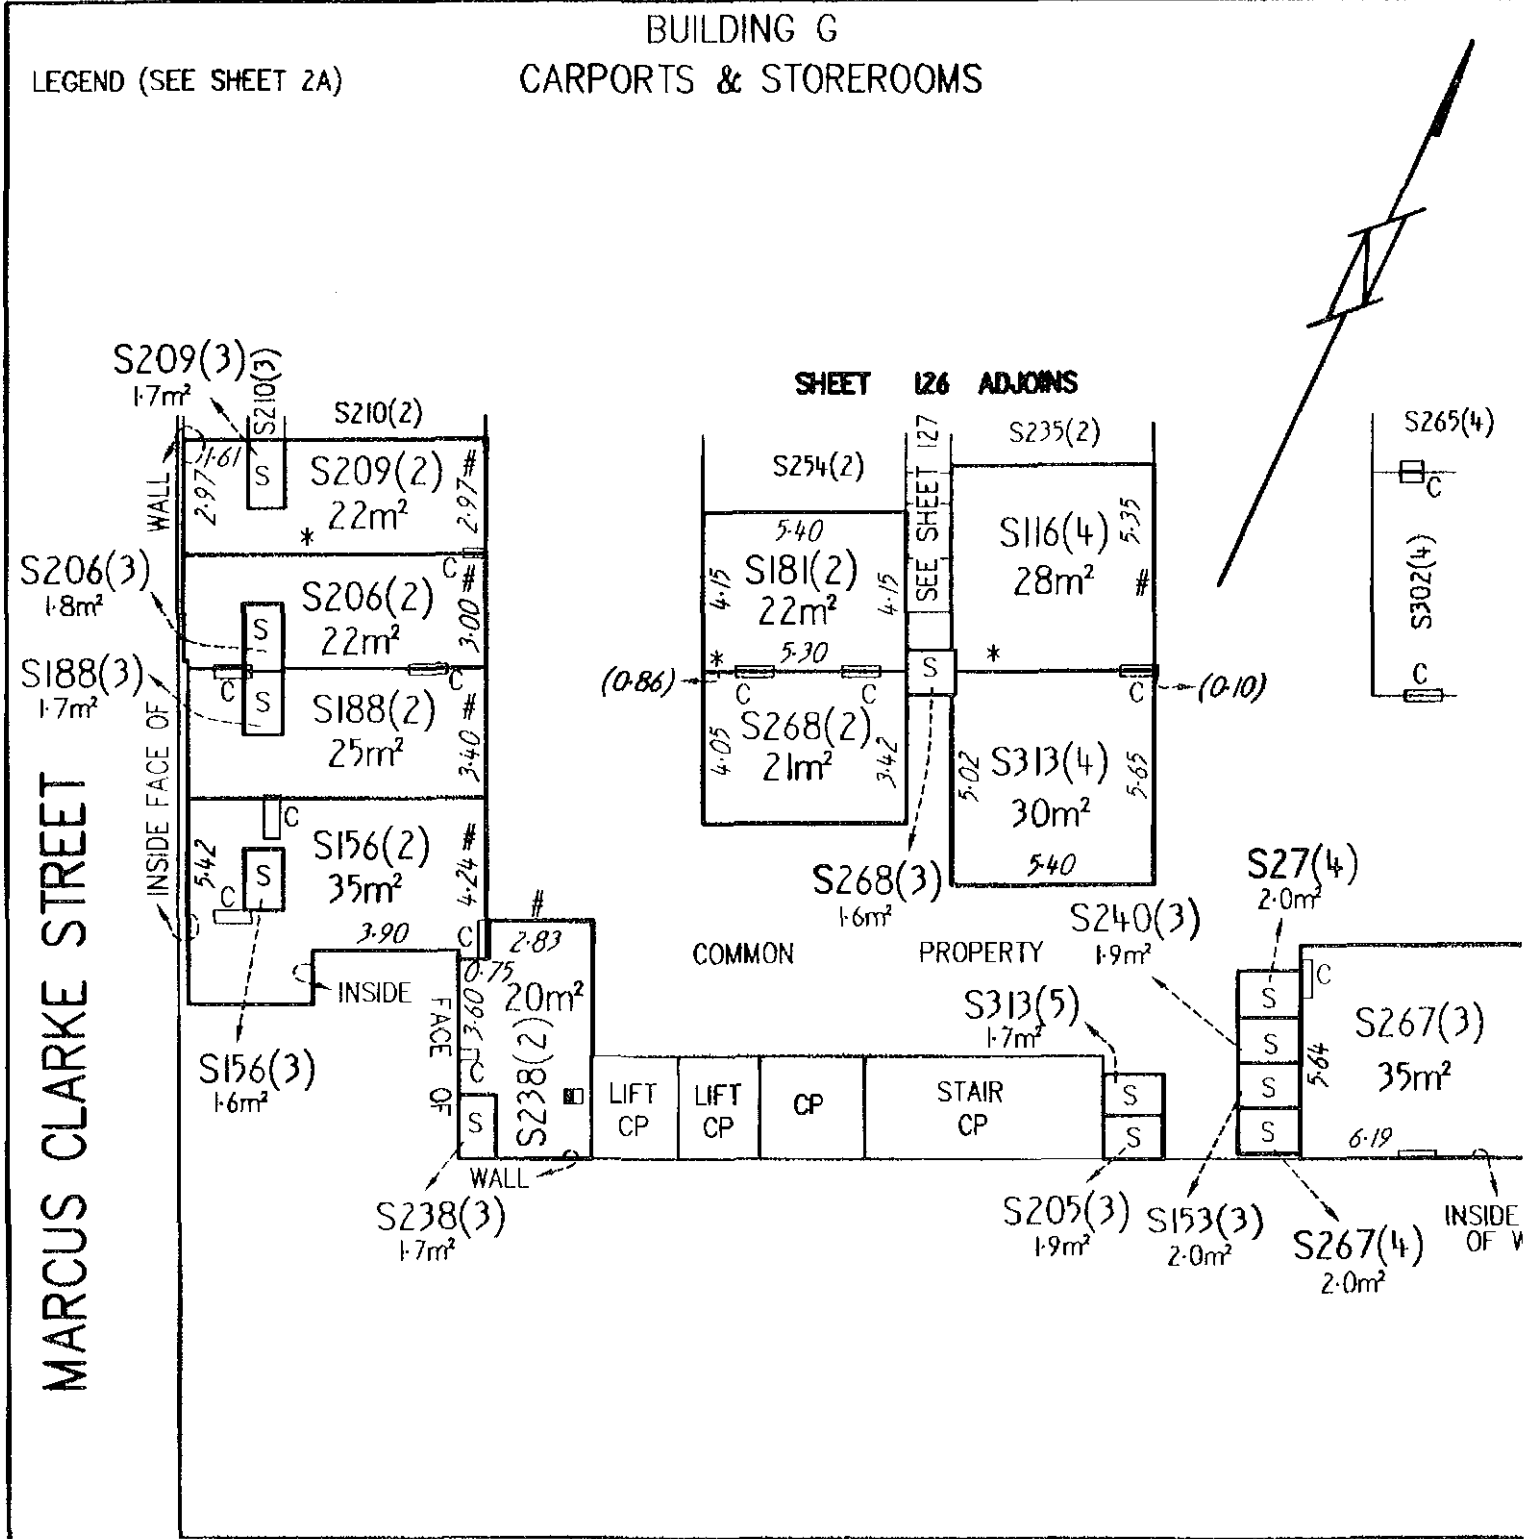 BUILDING G
CARPORTS & STOREROOMS
LEGEND (SEE SHEET 2A)
S209(3)
1·7m²
S210(3)
S210(2)
SHEET 126 ADJOINS
S254(2)
SEE SHEET 127
S235(2)
S265(4)
C
S302(4)
C
WALL
1·61
2·97
S
S209(2)
22m²
2·97
#
*
C
S206(3)
1·8m²
S
S206(2)
22m²
3·00
#
C
C
S188(3)
1·7m²
S
S188(2)
25m²
3·40
#
INSIDE FACE OF
C
5·42
S
C
S156(2)
35m²
4·24
#
3·90
C
INSIDE
S156(3)
1·6m²
MARCUS CLARKE STREET
5·40
4·15
S181(2)
22m²
4·15
*
5·30
(0·86)
C
C
S
S268(2)
21m²
4·05
3·42
S116(4)
28m²
5·35
#
*
C
(0·10)
S313(4)
30m²
5·02
5·65
5·40
S268(3)
1·6m²
#
2·83
0·75
20m²
FACE OF
3·60
C
S238(2)
S
WALL
S238(3)
1·7m²
COMMON PROPERTY
LIFT
CP
LIFT
CP
CP
STAIR
CP
S313(5)
1·7m²
S
S
S205(3)
1·9m²
S240(3)
1·9m²
S27(4)
2·0m²
S
S
S
S
S153(3)
2·0m²
S267(4)
2·0m²
C
S267(3)
35m²
5·64
6·19
INSIDE
OF